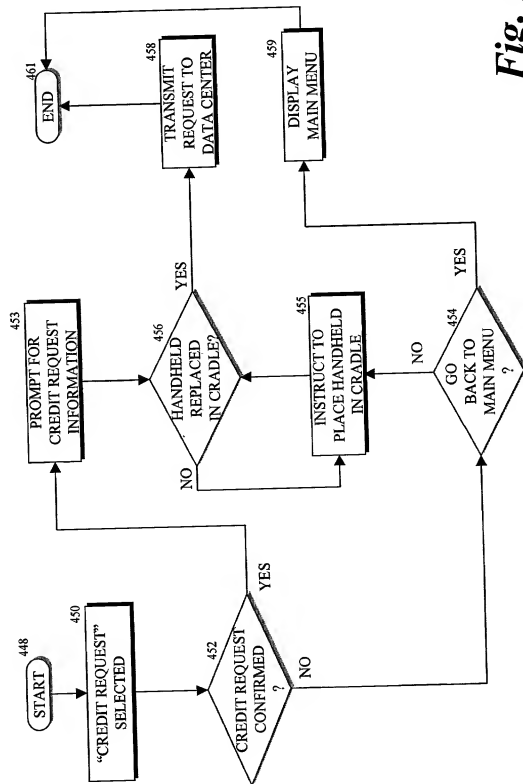 448
START
450
"CREDIT REQUEST"
SELECTED
452
CREDIT REQUEST
CONFIRMED
?
YES
NO
453
PROMPT FOR
CREDIT REQUEST
INFORMATION
456
HANDHELD
REPLACED
IN CRADLE?
NO
YES
455
INSTRUCT TO
PLACE HANDHELD
IN CRADLE
NO
454
GO
BACK TO
MAIN MENU
?
YES
461
END
458
TRANSMIT
REQUEST TO
DATA CENTER
459
DISPLAY
MAIN MENU
Fig.